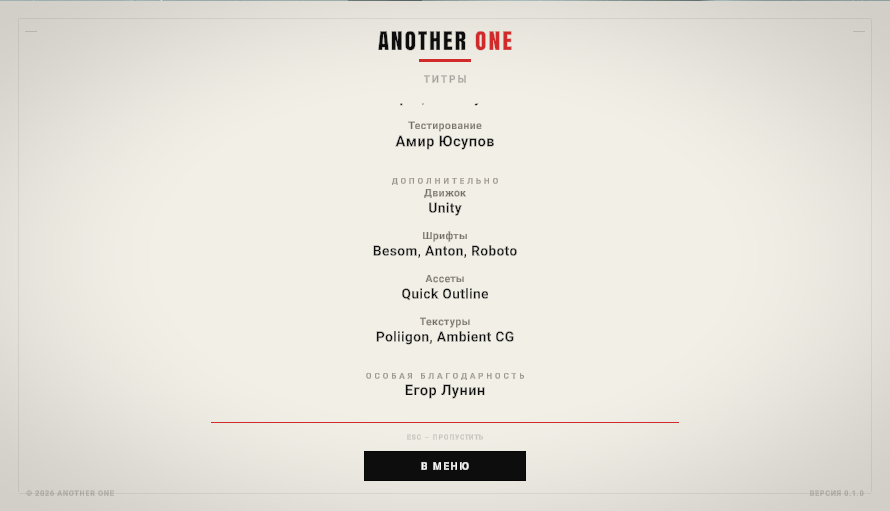 ANOTHER ONE
ТИТРЫ
Тестирование
Амир Юсупов
ДОПОЛНИТЕЛЬНО
Движок
Unity
Шрифты
Besom, Anton, Roboto
Ассеты
Quick Outline
Текстуры
Poliigon, Ambient CG
ОСОБАЯ БЛАГОДАРНОСТЬ
Егор Лунин
ESC — ПРОПУСТИТЬ
В МЕНЮ
© 2026 ANOTHER ONE
ВЕРСИЯ 0.1.0